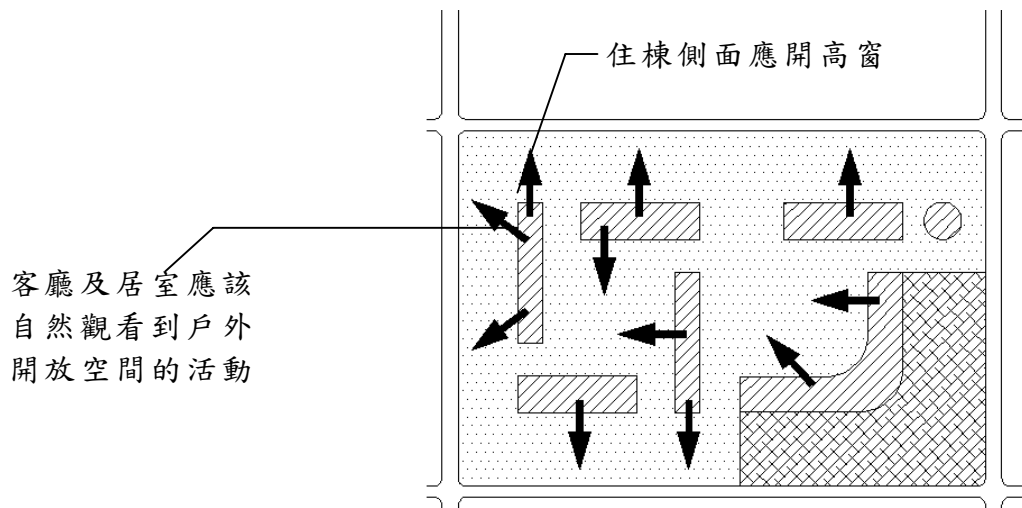 住棟側面應開高窗
客廳及居室應該
自然觀看到戶外
開放空間的活動